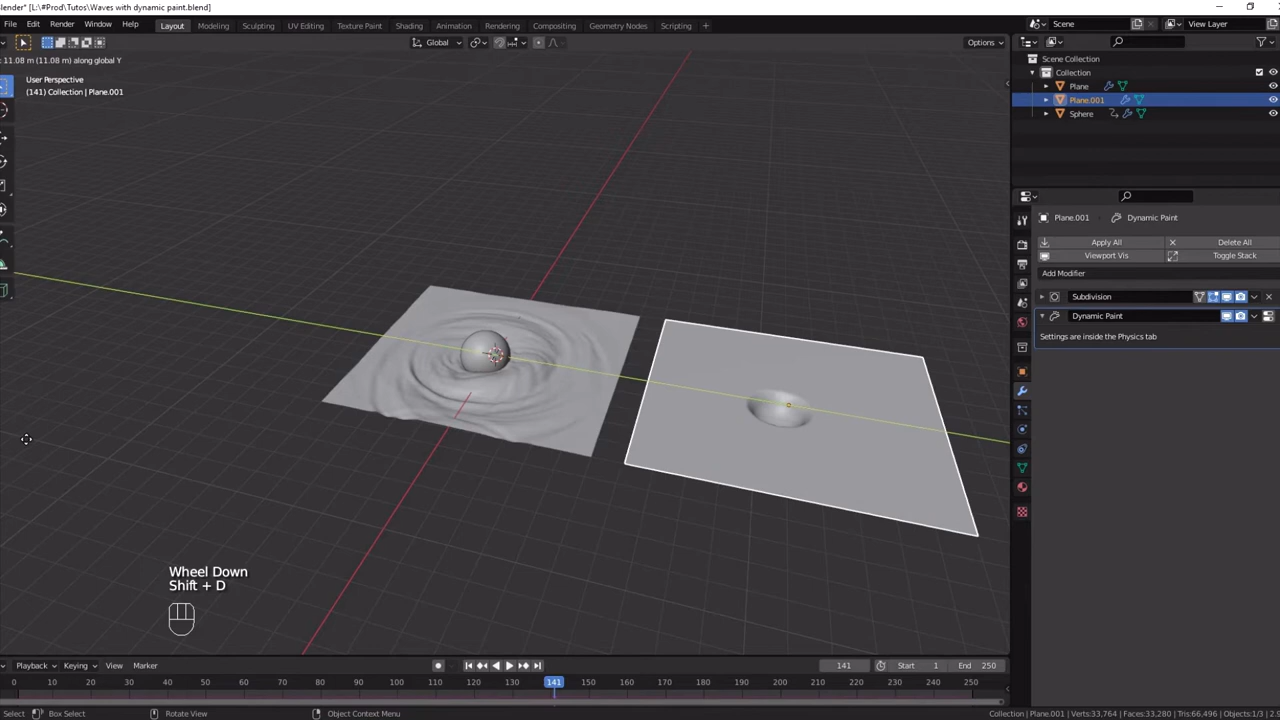 lender* [L:\#Prod\Tutos\Waves with dynamic paint.blend]
File Edit Render Window Help Layout Modeling Sculpting UV Editing Texture Paint Shading Animation Rendering Compositing Geometry Nodes Scripting + Scene View Layer
Global Options
: 11.08 m (11.08 m) along global Y
User Perspective
(141) Collection | Plane.001
Scene Collection
Collection
Plane
Plane.001
Sphere
Plane.001 Dynamic Paint
Apply All Delete All
Viewport Vis Toggle Stack
Add Modifier
Subdivision
Dynamic Paint
Settings are inside the Physics tab
Wheel Down
Shift + D
Playback Keying View Marker 141 Start 1 End 250
0 10 20 30 40 50 60 70 80 90 100 110 120 130 141 150 160 170 180 190 200 210 220 230 240 250
Select Box Select Rotate View Object Context Menu Collection | Plane.001 | Verts:33,764 | Faces:33,280 | Tris:66,496 | Objects:1/3 | 2.9